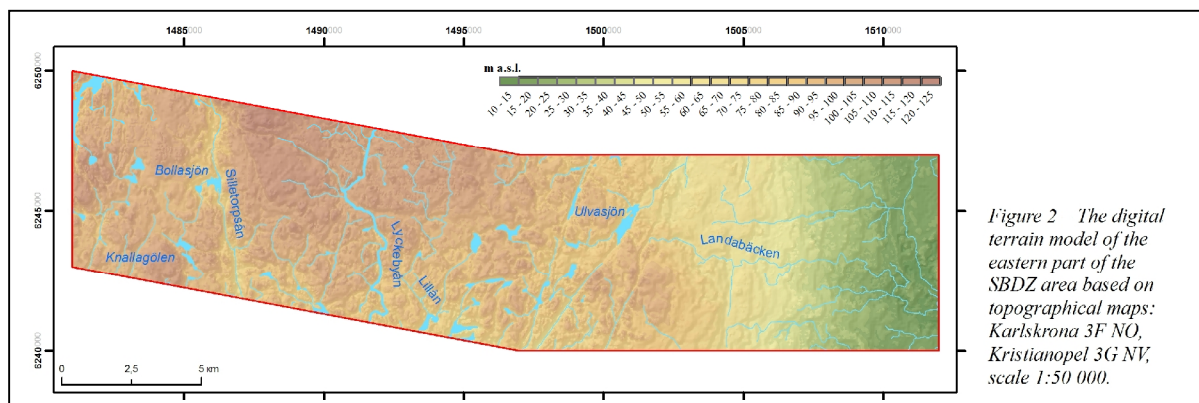 1485000 1490000 1495000 1500000 1505000 1510000
6250000
6245000
6240000
m a.s.l.
10 - 15
15 - 20
20 - 25
25 - 30
30 - 35
35 - 40
40 - 45
45 - 50
50 - 55
55 - 60
60 - 65
65 - 70
70 - 75
75 - 80
80 - 85
85 - 90
90 - 95
95 - 100
100 - 105
105 - 110
110 - 115
115 - 120
120 - 125
Bollasjön
Silletorpsån
Knallagölen
Lyckebyån
Lillån
Ulvasjön
Landabäcken
0 2,5 5 km
Figure 2 The digital
terrain model of the
eastern part of the
SBDZ area based on
topographical maps:
Karlskrona 3F NO,
Kristianopel 3G NV,
scale 1:50 000.